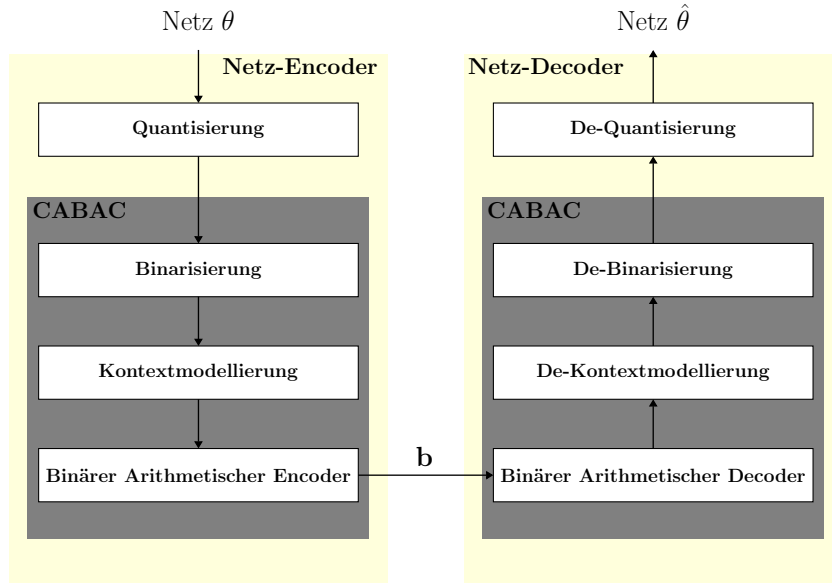 Netz θ
Netz-Encoder
Quantisierung
CABAC
Binarisierung
Kontextmodellierung
Binärer Arithmetischer Encoder
b
Netz θ̂
Netz-Decoder
De-Quantisierung
CABAC
De-Binarisierung
De-Kontextmodellierung
Binärer Arithmetischer Decoder